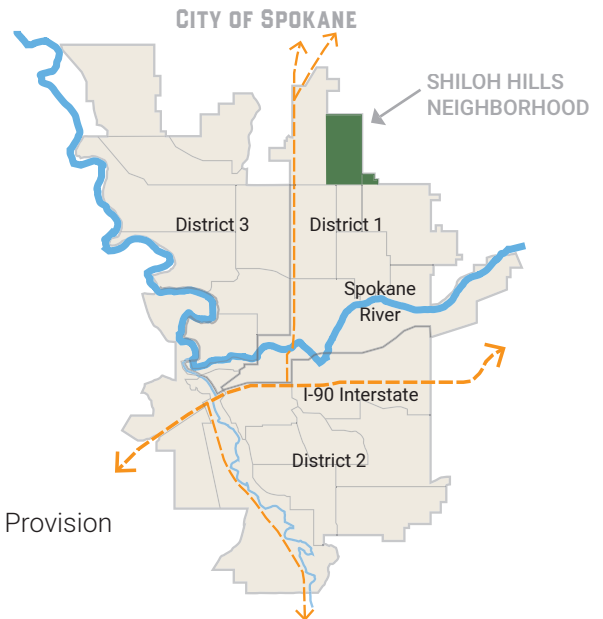 CITY OF SPOKANE
SHILOH HILLS
NEIGHBORHOOD
District 3
District 1
Spokane
River
I-90 Interstate
District 2
Provision